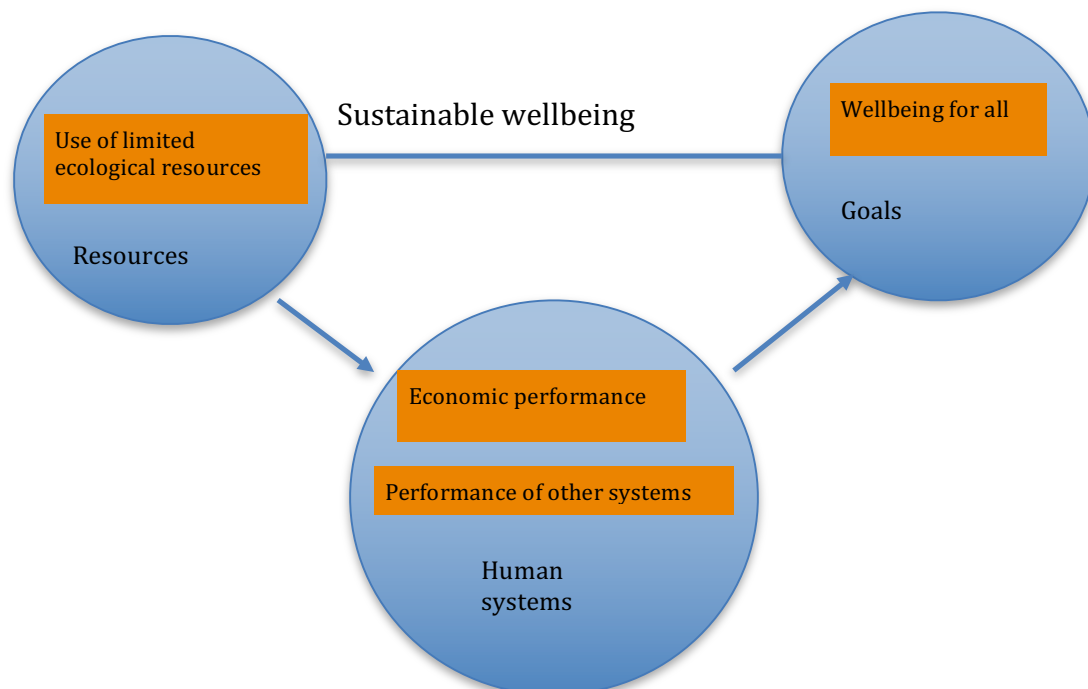 Sustainable wellbeing
Use of limited
ecological resources
Resources
Wellbeing for all
Goals
Economic performance
Performance of other systems
Human
systems